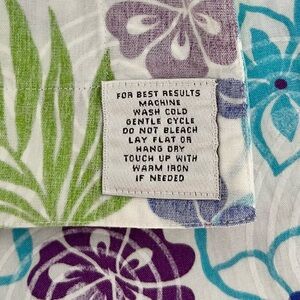 FOR BEST RESULTS
MACHINE
WASH COLD
GENTLE CYCLE
DO NOT BLEACH
LAY FLAT OR
HANG DRY
TOUCH UP WITH
WARM IRON
IF NEEDED